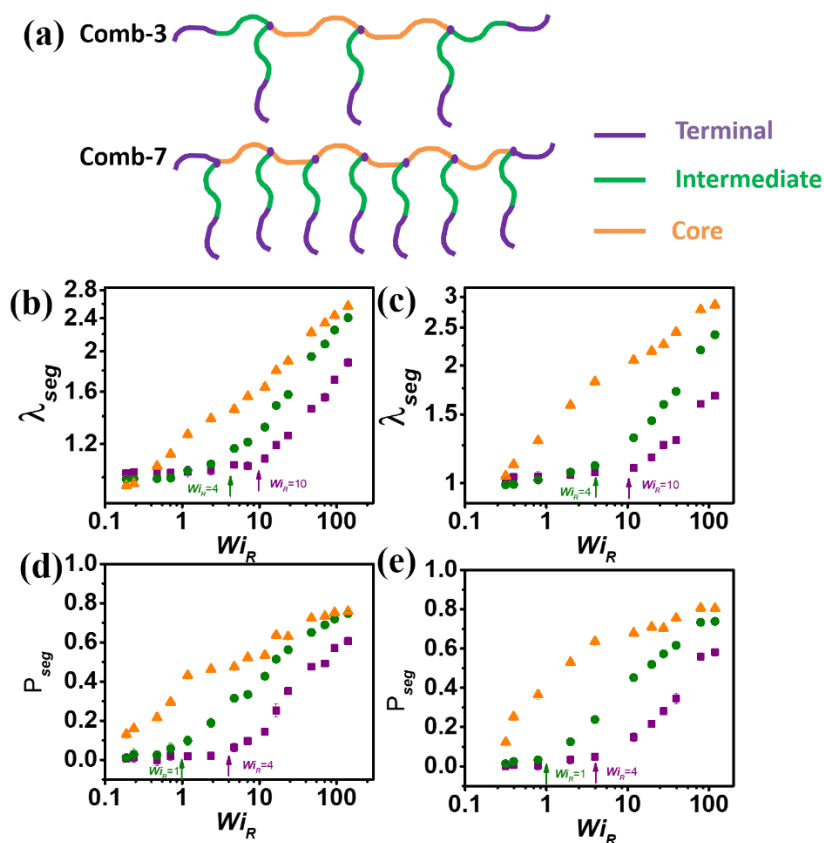 (a)
Comb-3
Comb-7
Terminal
Intermediate
Core
(b)
(c)
2.8
2.4
2
1.6
1.2
λseg
WiR=4
WiR=10
0.1
1
10
100
WiR
3
2.5
2
1.5
1
λseg
WiR=4
WiR=10
0.1
1
10
100
WiR
(d)
(e)
1.0
0.8
0.6
0.4
0.2
0.0
Pseg
WiR=1
WiR=4
0.1
1
10
100
WiR
1.0
0.8
0.6
0.4
0.2
0.0
Pseg
WiR=1
WiR=4
0.1
1
10
100
WiR